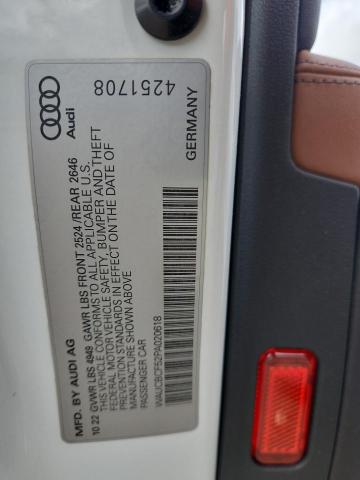 MFD. BY AUDI AG
10 22 GVWR LBS 4949 GAWR LBS FRONT 2524 /REAR 2646
THIS VEHICLE CONFORMS TO ALL APPLICABLE U.S.
FEDERAL MOTOR VEHICLE SAFETY, BUMPER AND THEFT
PREVENTION STANDARDS IN EFFECT ON THE DATE OF
MANUFACTURE SHOWN ABOVE
PASSENGER CAR
WAUCBCF52PA020618
Audi
4251708
GERMANY